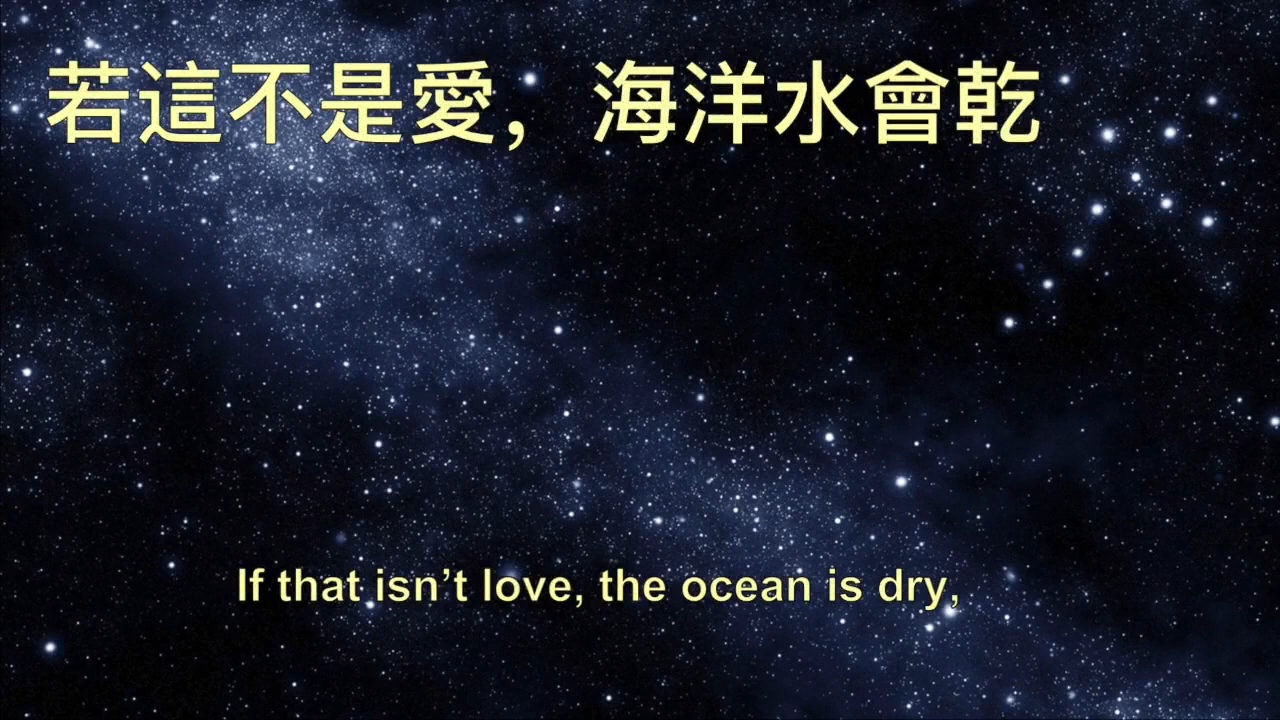 若這不是愛，海洋水會乾
If that isn’t love, the ocean is dry,